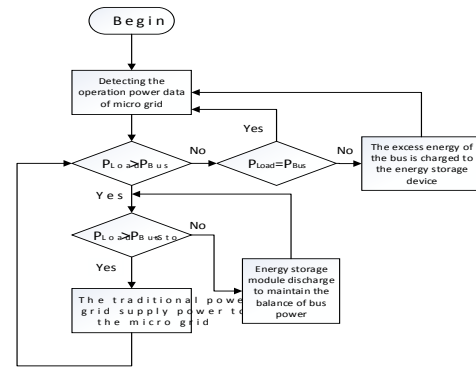 Begin
Detecting the
operation power data
of micro grid
No
Yes
No
PLoad>PBus
PLoad=PBus
The excess energy of
the bus is charged to
the energy storage
device
Yes
No
PLoad>PBus+Sto
Yes
Energy storage
module discharge
to maintain the
balance of bus
power
The traditional powe
grid supply power to
the micro grid